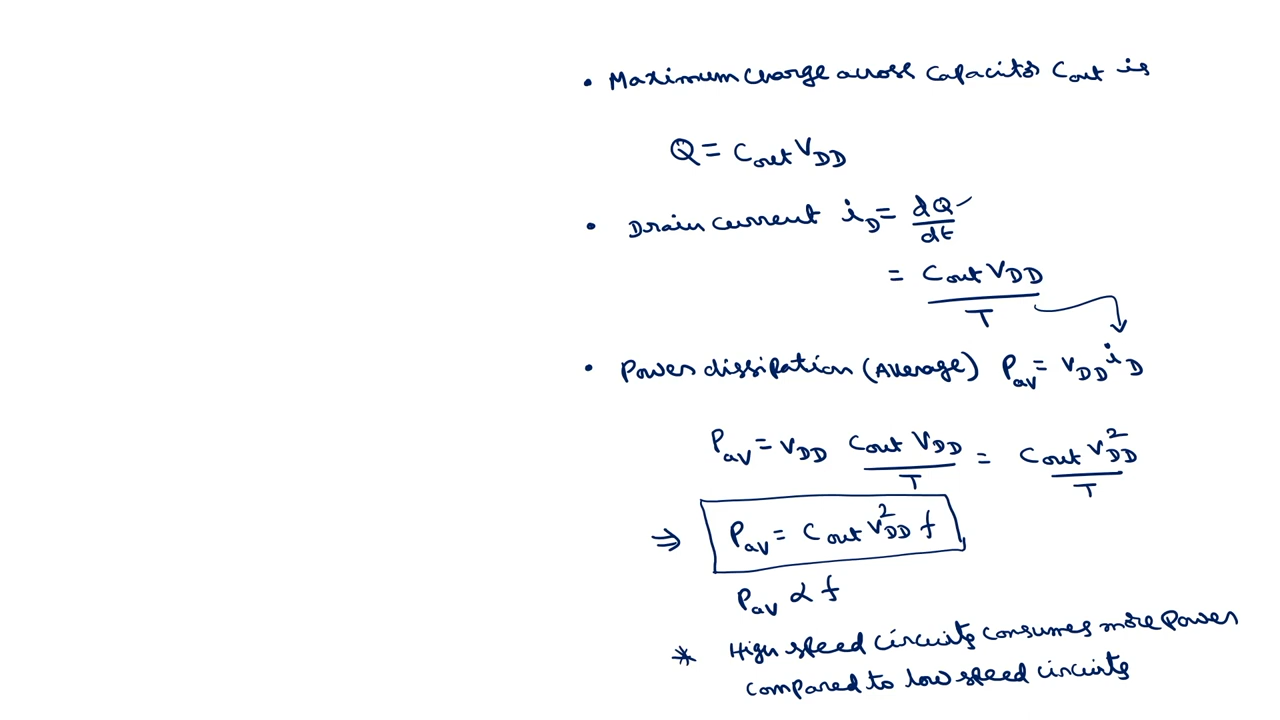 • Maximum charge across capacitor Cout is
Q = Cout VDD
• Drain current iD = dQ/dt
= Cout VDD / T
• Power dissipation (Average) Pav = VDD iD
Pav = VDD Cout VDD / T = Cout VDD² / T
⇒ Pav = Cout VDD² f
Pav α f
* High speed circuits consumes more power
compared to low speed circuits